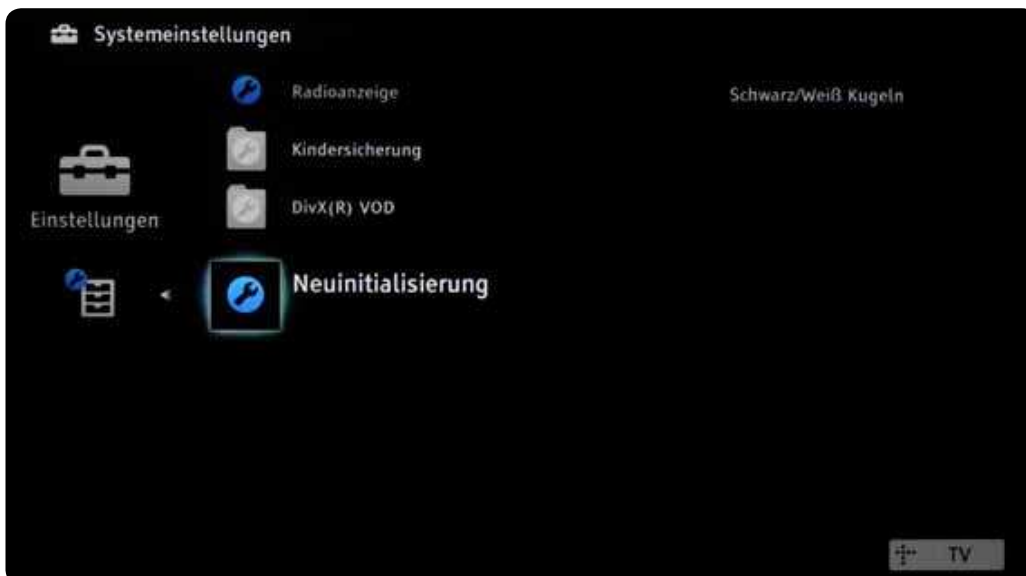 Systemeinstellungen
Radioanzeige
Schwarz/Weiß Kugeln
Kindersicherung
DivX(R) VOD
Einstellungen
Neuinitialisierung
TV